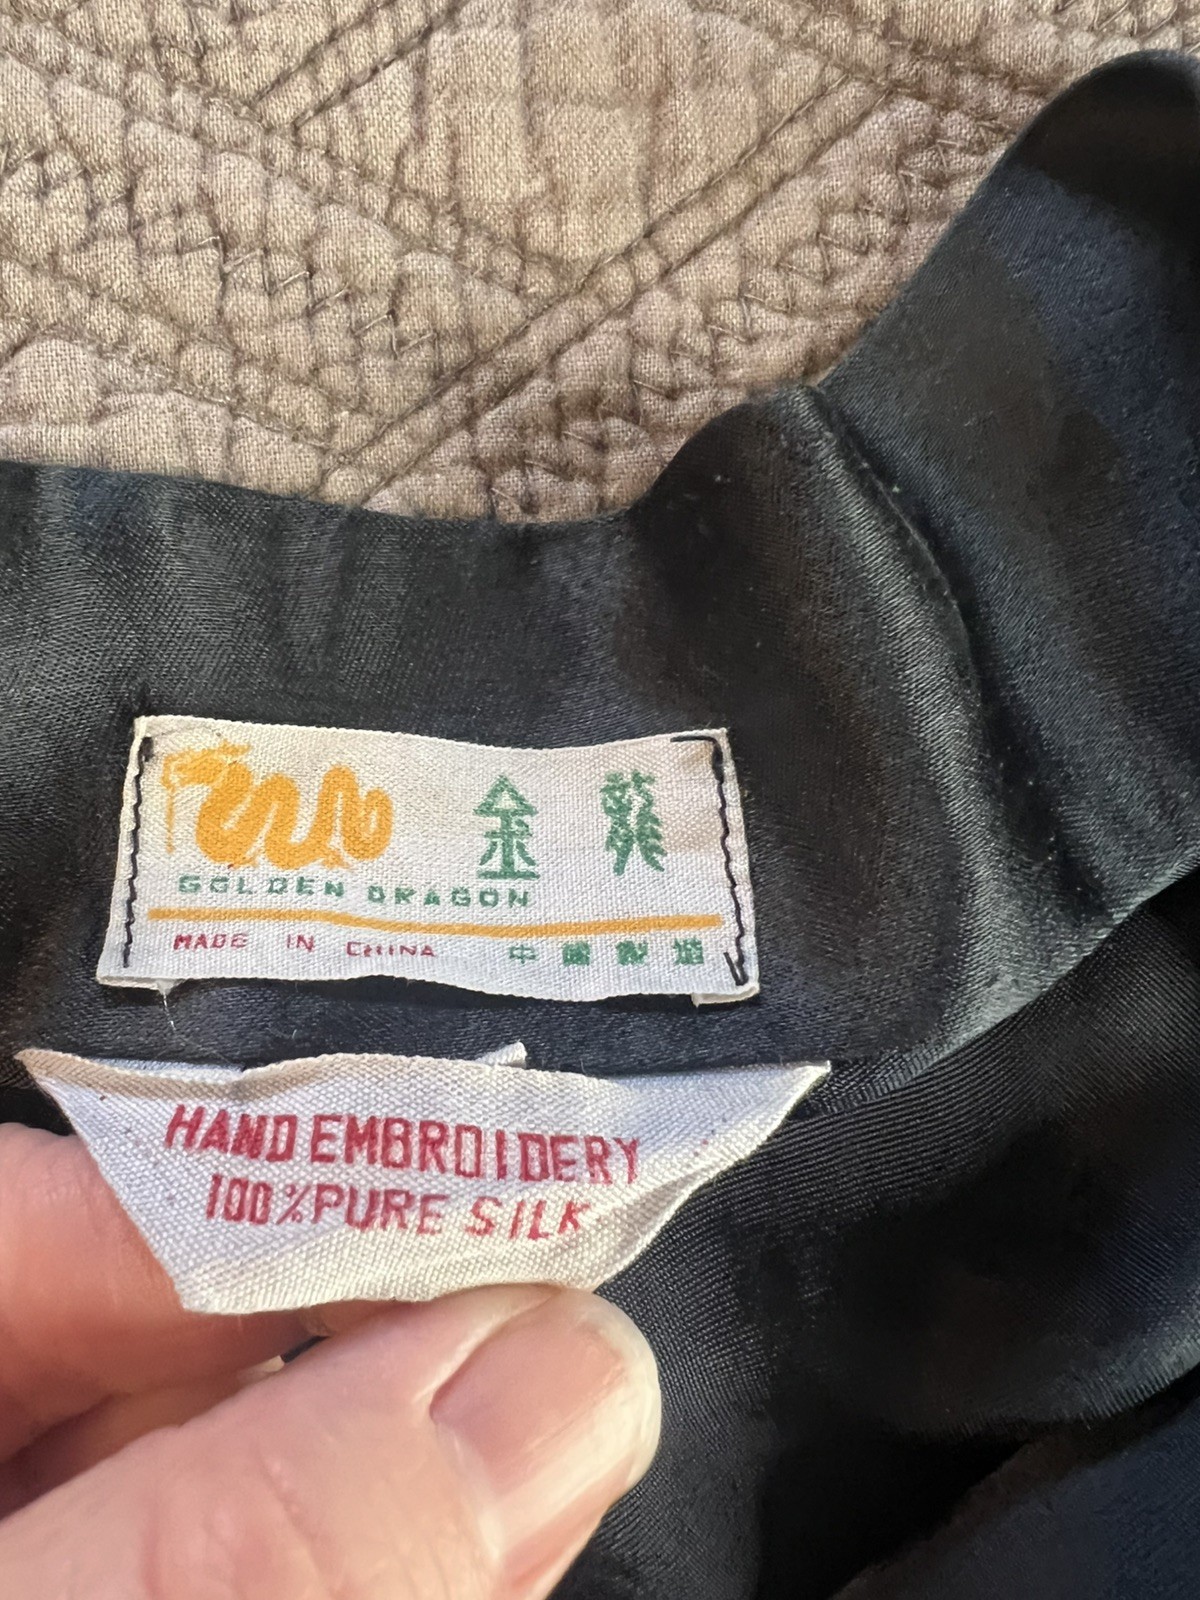 金龍
GOLDEN DRAGON
MADE IN CHINA 中國製造
HAND EMBROIDERY
100% PURE SILK